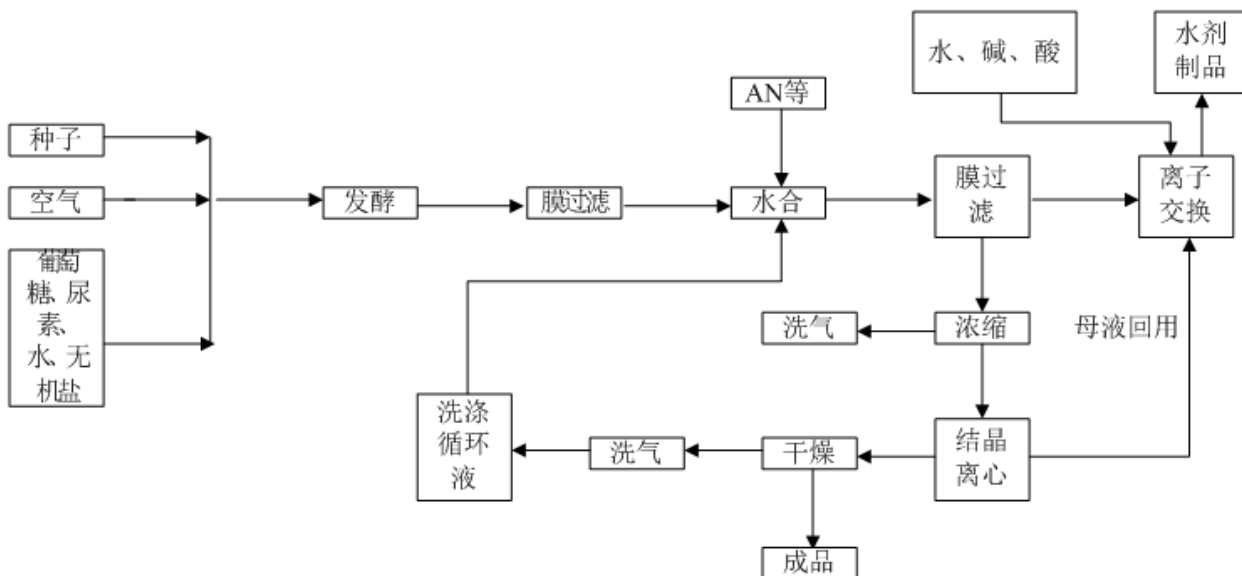 水、碱、酸
水剂
制品
AN等
种子
空气
发酵
膜过滤
水合
膜过
滤
离子
交换
葡萄
糖、尿
素、
水、无
机盐
洗气
浓缩
母液回用
洗涤
循环
液
洗气
干燥
结晶
离心
成品